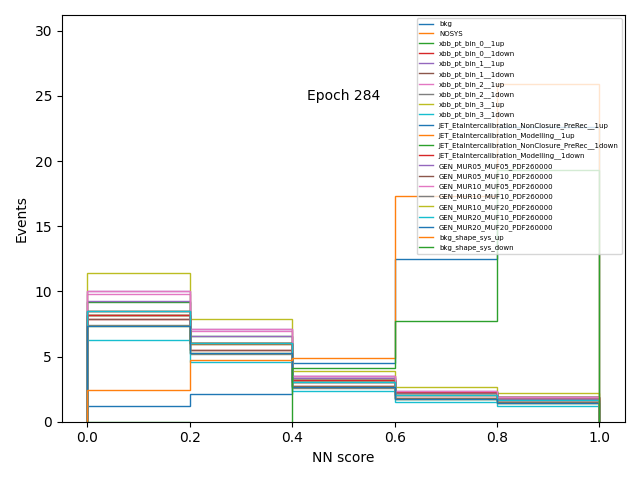 Epoch 284
bkg
NOSYS
xbb_pt_bin_0__1up
xbb_pt_bin_0__1down
xbb_pt_bin_1__1up
xbb_pt_bin_1__1down
xbb_pt_bin_2__1up
xbb_pt_bin_2__1down
xbb_pt_bin_3__1up
xbb_pt_bin_3__1down
JET_EtaIntercalibration_NonClosure_PreRec__1up
JET_EtaIntercalibration_Modelling__1up
JET_EtaIntercalibration_NonClosure_PreRec__1down
JET_EtaIntercalibration_Modelling__1down
GEN_MUR05_MUF05_PDF260000
GEN_MUR05_MUF10_PDF260000
GEN_MUR10_MUF05_PDF260000
GEN_MUR10_MUF10_PDF260000
GEN_MUR10_MUF20_PDF260000
GEN_MUR20_MUF10_PDF260000
GEN_MUR20_MUF20_PDF260000
bkg_shape_sys_up
bkg_shape_sys_down
Events
30
25
20
15
10
5
0
0.0 0.2 0.4 0.6 0.8 1.0
NN score